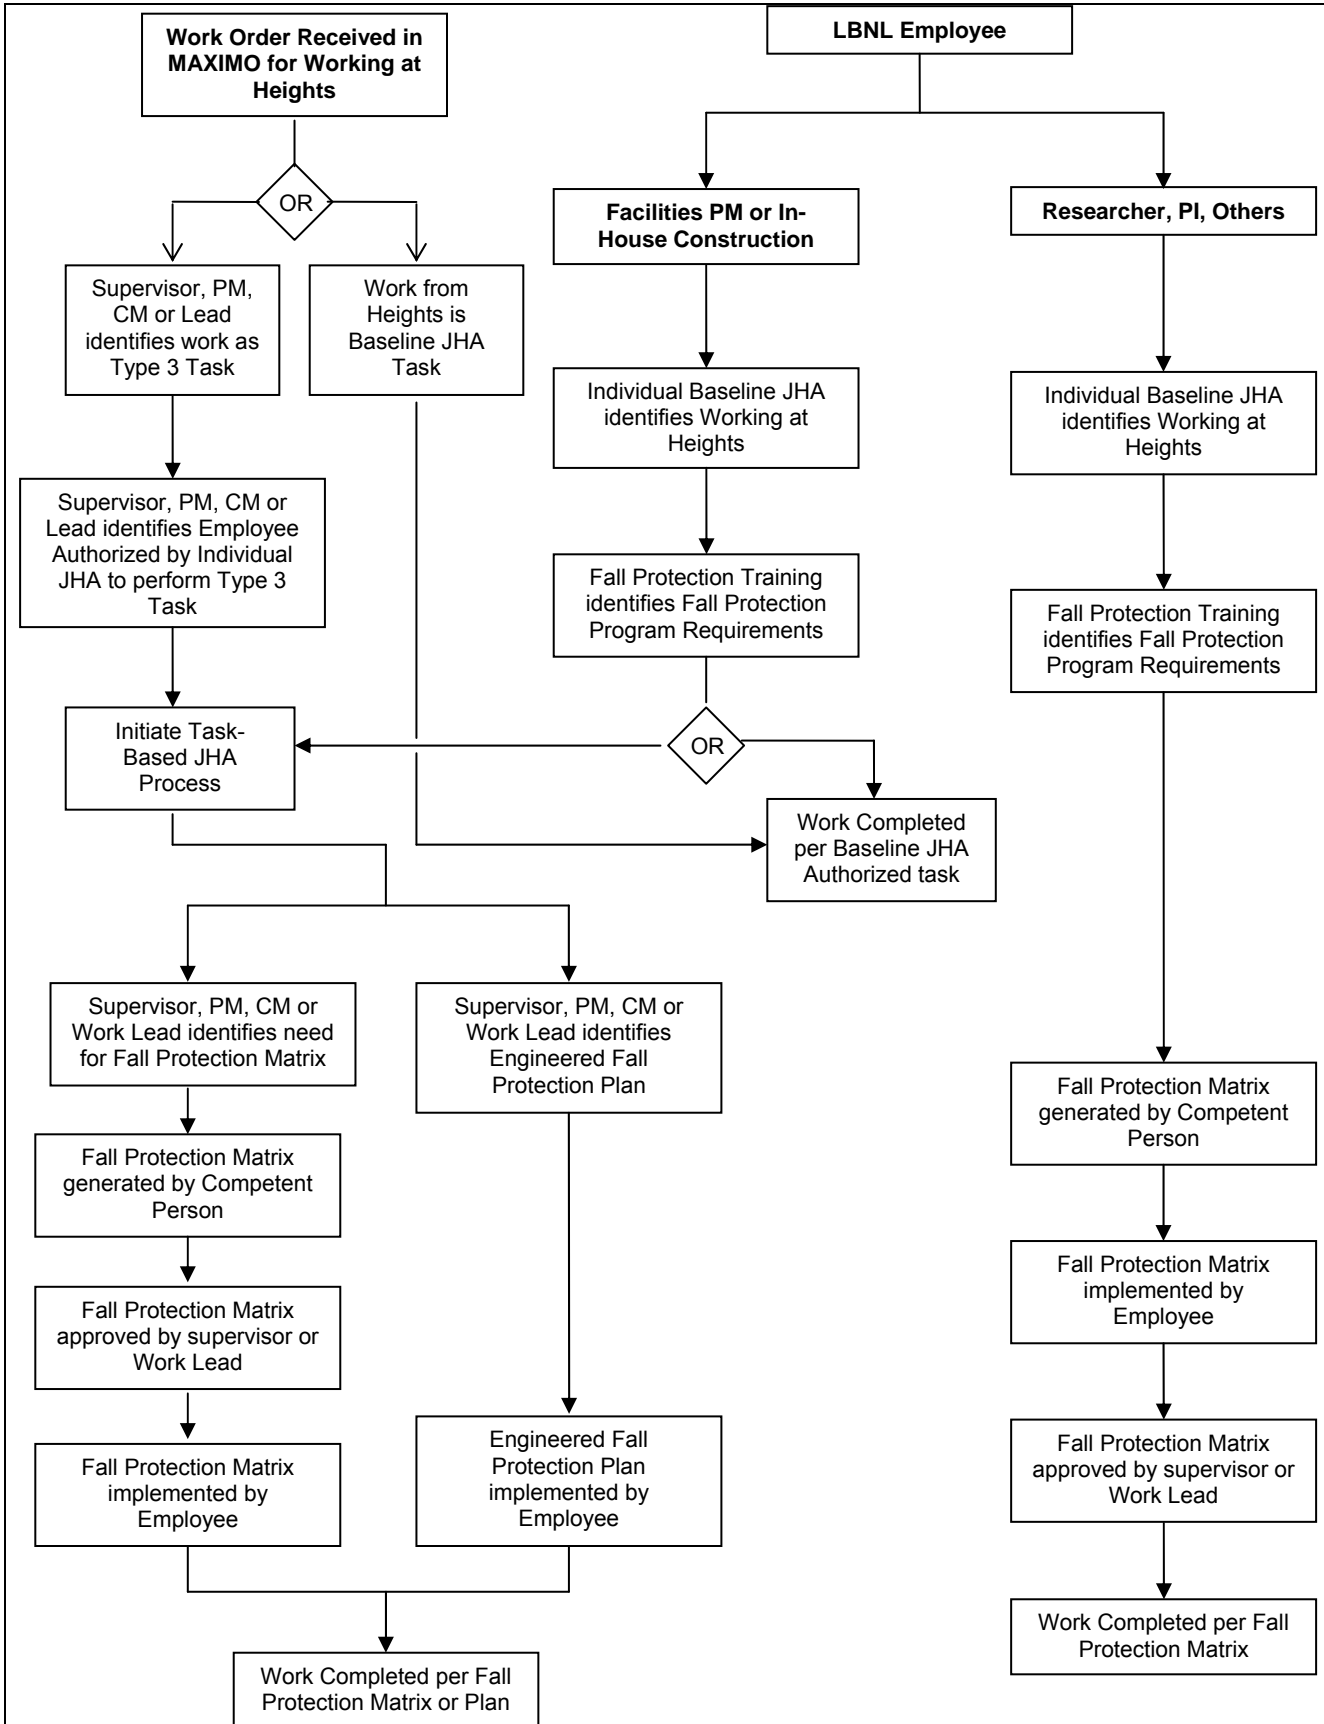 Work Order Received in
MAXIMO for Working at
Heights
LBNL Employee
OR
Facilities PM or In-
House Construction
Researcher, PI, Others
Supervisor, PM,
CM or Lead
identifies work as
Type 3 Task
Work from
Heights is
Baseline JHA
Task
Individual Baseline JHA
identifies Working at
Heights
Individual Baseline JHA
identifies Working at
Heights
Supervisor, PM, CM or
Lead identifies Employee
Authorized by Individual
JHA to perform Type 3
Task
Fall Protection Training
identifies Fall Protection
Program Requirements
Fall Protection Training
identifies Fall Protection
Program Requirements
Initiate Task-
Based JHA
Process
OR
Work Completed
per Baseline JHA
Authorized task
Supervisor, PM, CM or
Work Lead identifies need
for Fall Protection Matrix
Supervisor, PM, CM or
Work Lead identifies
Engineered Fall
Protection Plan
Fall Protection Matrix
generated by Competent
Person
Fall Protection Matrix
generated by Competent
Person
Fall Protection Matrix
implemented by
Employee
Fall Protection Matrix
approved by supervisor or
Work Lead
Fall Protection Matrix
implemented by
Employee
Engineered Fall
Protection Plan
implemented by
Employee
Fall Protection Matrix
approved by supervisor or
Work Lead
Work Completed per Fall
Protection Matrix
Work Completed per Fall
Protection Matrix or Plan